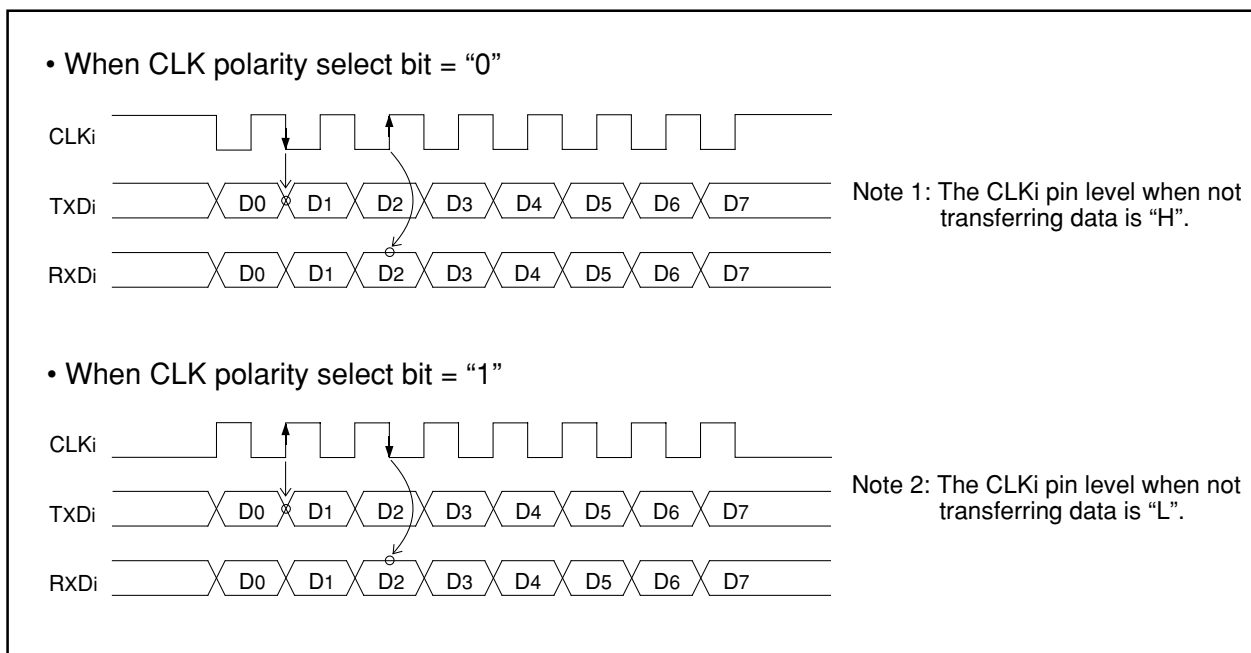 • When CLK polarity select bit = “0”
CLKi
TXDi
D0 D1 D2 D3 D4 D5 D6 D7
RXDi
D0 D1 D2 D3 D4 D5 D6 D7
Note 1: The CLKi pin level when not
transferring data is “H”.
• When CLK polarity select bit = “1”
CLKi
TXDi
D0 D1 D2 D3 D4 D5 D6 D7
RXDi
D0 D1 D2 D3 D4 D5 D6 D7
Note 2: The CLKi pin level when not
transferring data is “L”.